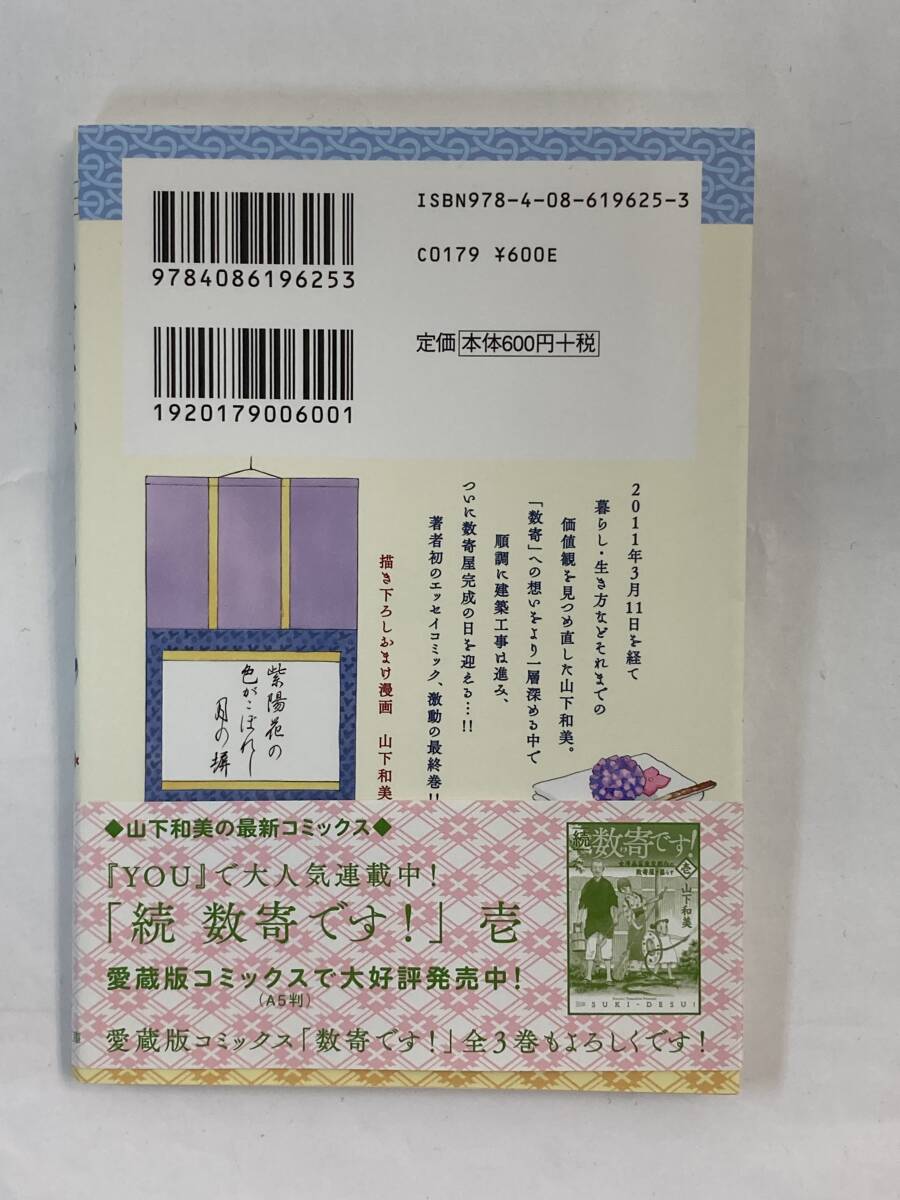 ISBN978-4-08-619625-3
C0179 ¥600E
9784086196253
定価 本体600円+税
1920179006001
2011年3月11日を経て
暮らし・生き方などそれまでの
価値観を見つめ直した山下和美。
「数寄」への想いをより一層深める中で
順調に建築工事は進み、
ついに数寄屋完成の日を迎える…!!
著者初のエッセイコミック、激動の最終巻!!
描き下ろしおまけ漫画 山下和美
紫陽花の
色がこぼれし
月の塀
◆山下和美の最新コミックス◆
『YOU』で大人気連載中!
「続 数寄です!」壱
愛蔵版コミックスで大好評発売中!
(A5判)
愛蔵版コミックス「数寄です!」全3巻もよろしくです!
続 数寄です!
壱
山下和美
SUKI-DESU!